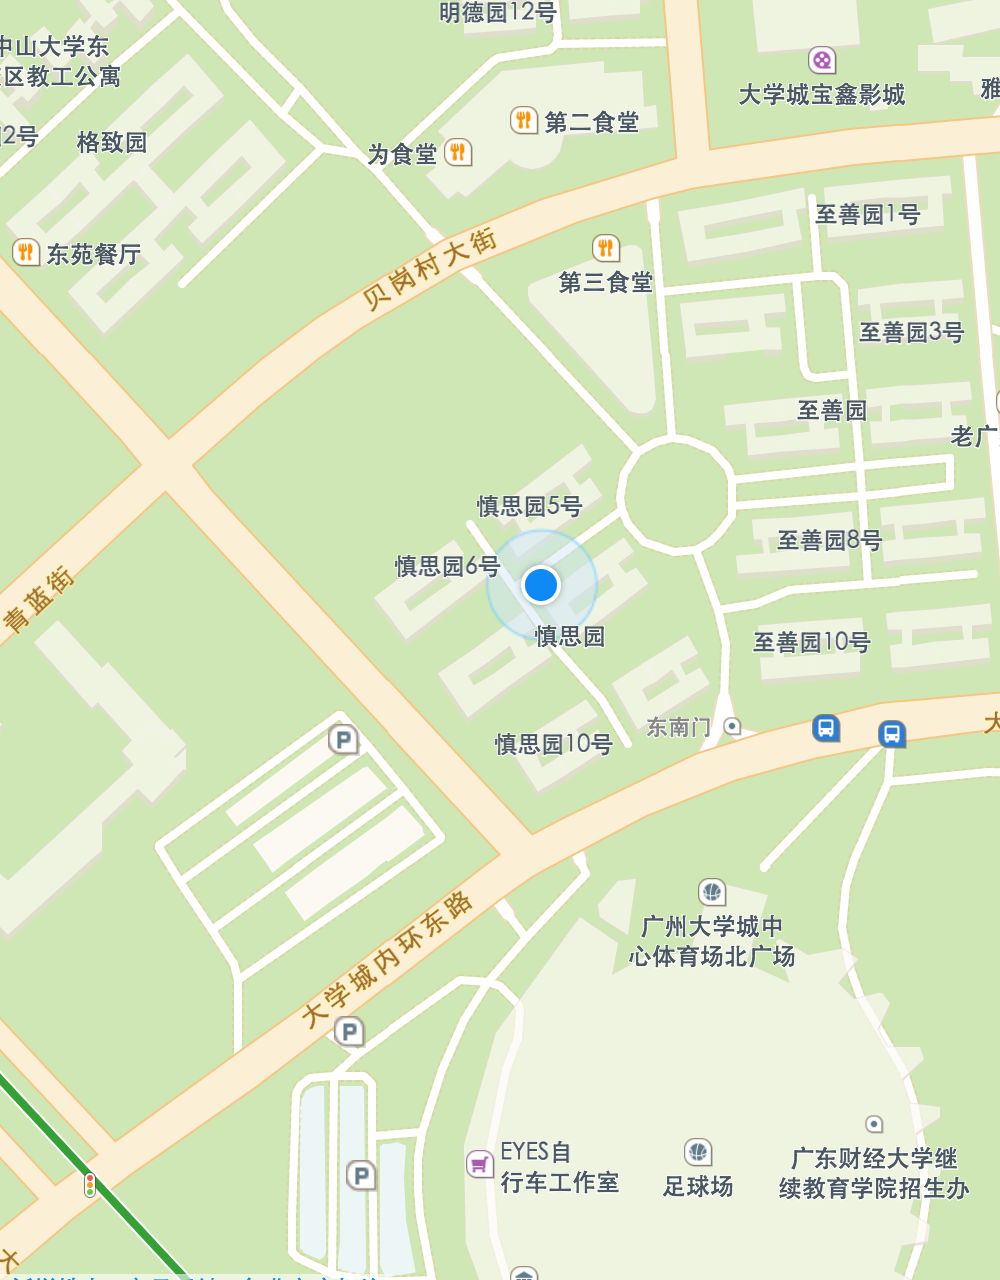 明德园12号
中山大学东
区教工公寓
大学城宝鑫影城
雅
2号
格致园
第二食堂
为食堂
至善园1号
东苑餐厅
贝岗村大街
第三食堂
至善园3号
至善园
老广
慎思园5号
至善园8号
慎思园6号
青蓝街
慎思园
至善园10号
东南门
大
慎思园10号
P
大学城内环东路
广州大学城中
心体育场北广场
P
EYES自
行车工作室
P
足球场
广东财经大学继
续教育学院招生办
大